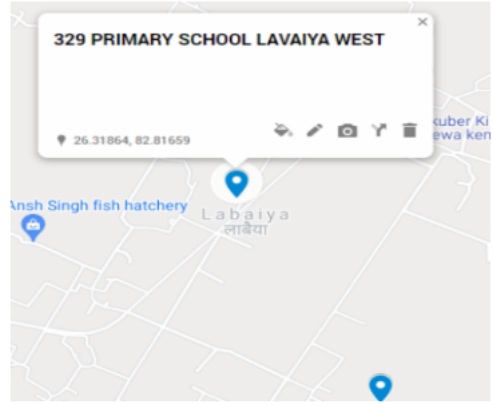 329 PRIMARY SCHOOL LAVAIYA WEST
26.31864, 82.81659
kuber Ki
ewa ken
Ansh Singh fish hatchery
Labaiya
लाबैया